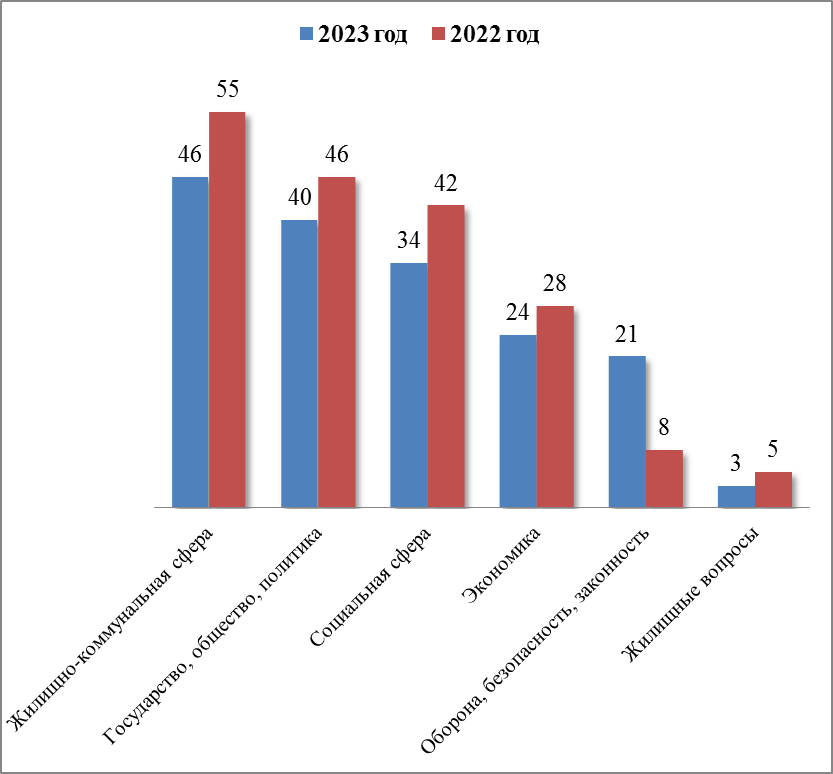 2023 год 2022 год
55
46
46
40
42
34
24
28
21
8
3
5
Жилищно-коммунальная сфера
Государство, общество, политика
Социальная сфера
Экономика
Оборона, безопасность, законность
Жилищные вопросы